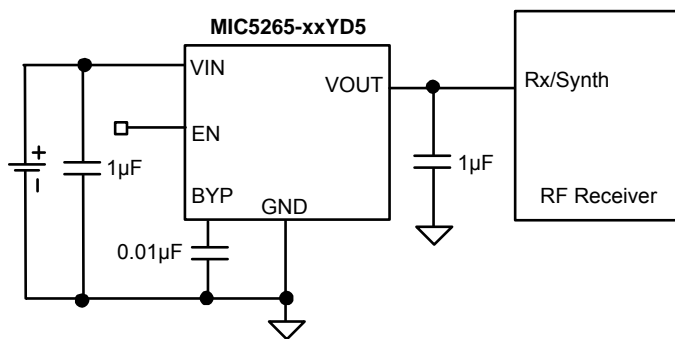 MIC5265-xxYD5
VIN
VOUT
Rx/Synth
EN
+
–
1µF
1µF
BYP
GND
RF Receiver
0.01µF